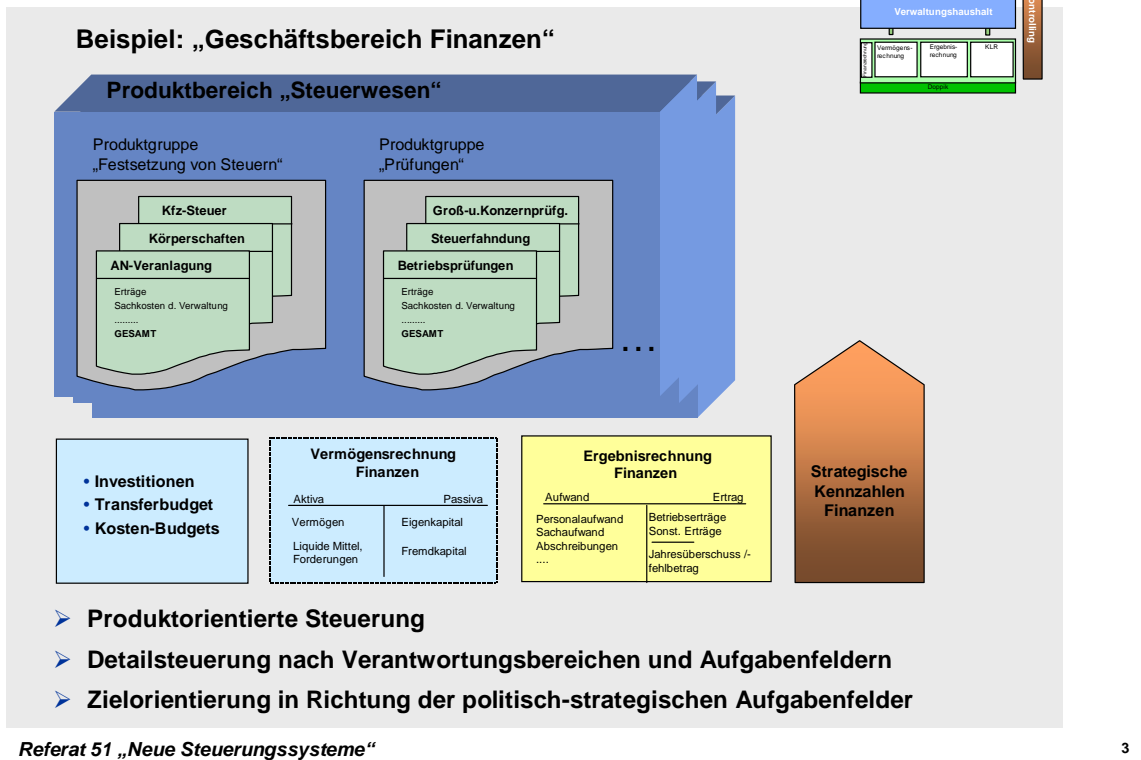 Beispiel: „Geschäftsbereich Finanzen“
Verwaltungshaushalt
Finanzrechnung
Vermögens-
rechnung
Ergebnis-
rechnung
KLR
Doppik
Produktbereich „Steuerwesen“
Produktgruppe
„Festsetzung von Steuern“
Kfz-Steuer
Körperschaften
AN-Veranlagung
Erträge
Sachkosten d. Verwaltung
.........
GESAMT
Produktgruppe
„Prüfungen“
Groß-u.Konzernprüfg.
Steuerfahndung
Betriebsprüfungen
Erträge
Sachkosten d. Verwaltung
.........
GESAMT
...
• Investitionen
• Transferbudget
• Kosten-Budgets
Vermögensrechnung
Finanzen
Aktiva Passiva
Vermögen
Liquide Mittel,
Forderungen
Eigenkapital
Fremdkapital
Ergebnisrechnung
Finanzen
Aufwand Ertrag
Personalaufwand
Sachaufwand
Abschreibungen
....
Betriebserträge
Sonst. Erträge
Jahresüberschuss /-
fehlbetrag
Strategische
Kennzahlen
Finanzen
➢ Produktorientierte Steuerung
➢ Detailsteuerung nach Verantwortungsbereichen und Aufgabenfeldern
➢ Zielorientierung in Richtung der politisch-strategischen Aufgabenfelder
Referat 51 „Neue Steuerungssysteme“
3